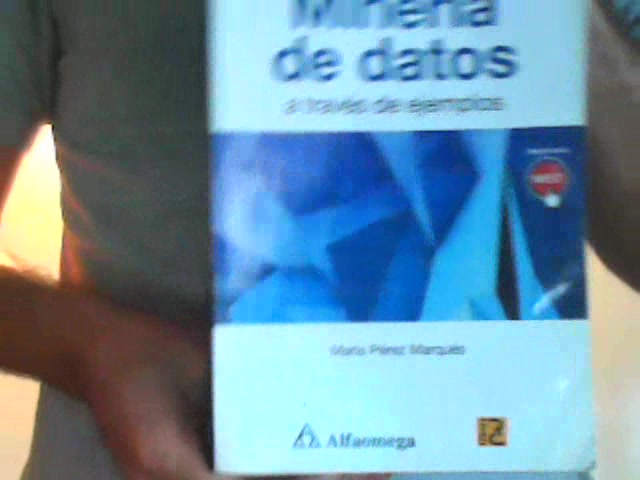 Minería
de datos
a través de ejemplos
María Pérez Marqués
Alfaomega